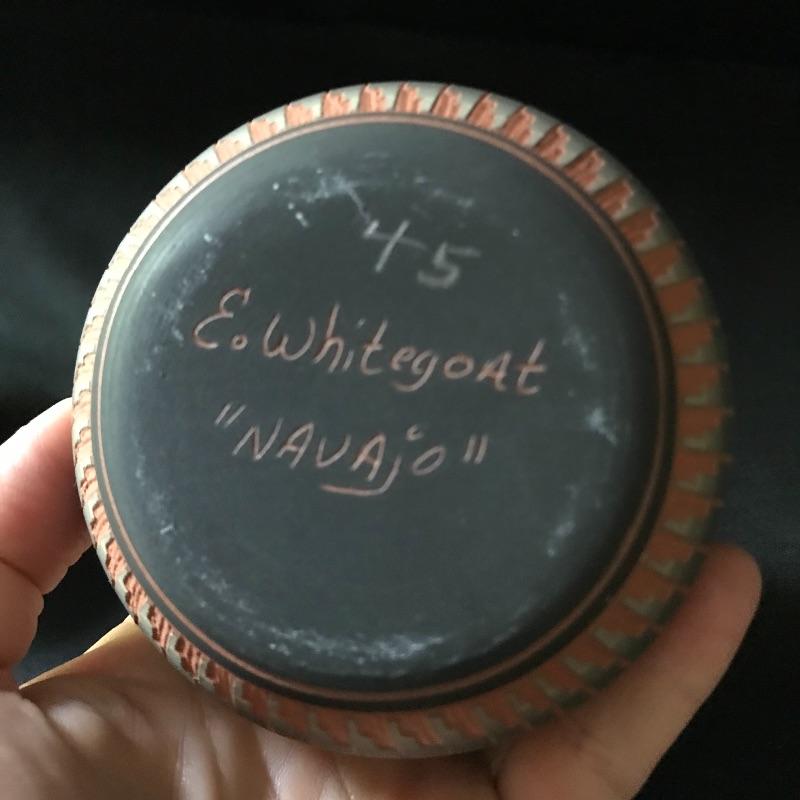 45
E. Whitegoat
"NAVAjo"